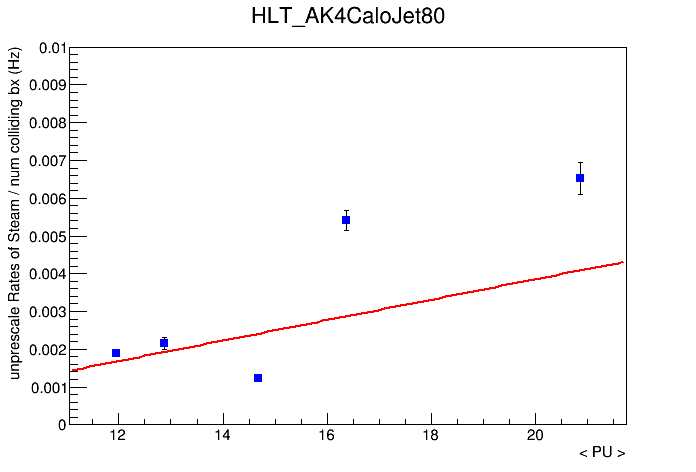 HLT_AK4CaloJet80
unprescale Rates of Steam / num colliding bx (Hz)
0.01
0.009
0.008
0.007
0.006
0.005
0.004
0.003
0.002
0.001
0
12 14 16 18 20
< PU >